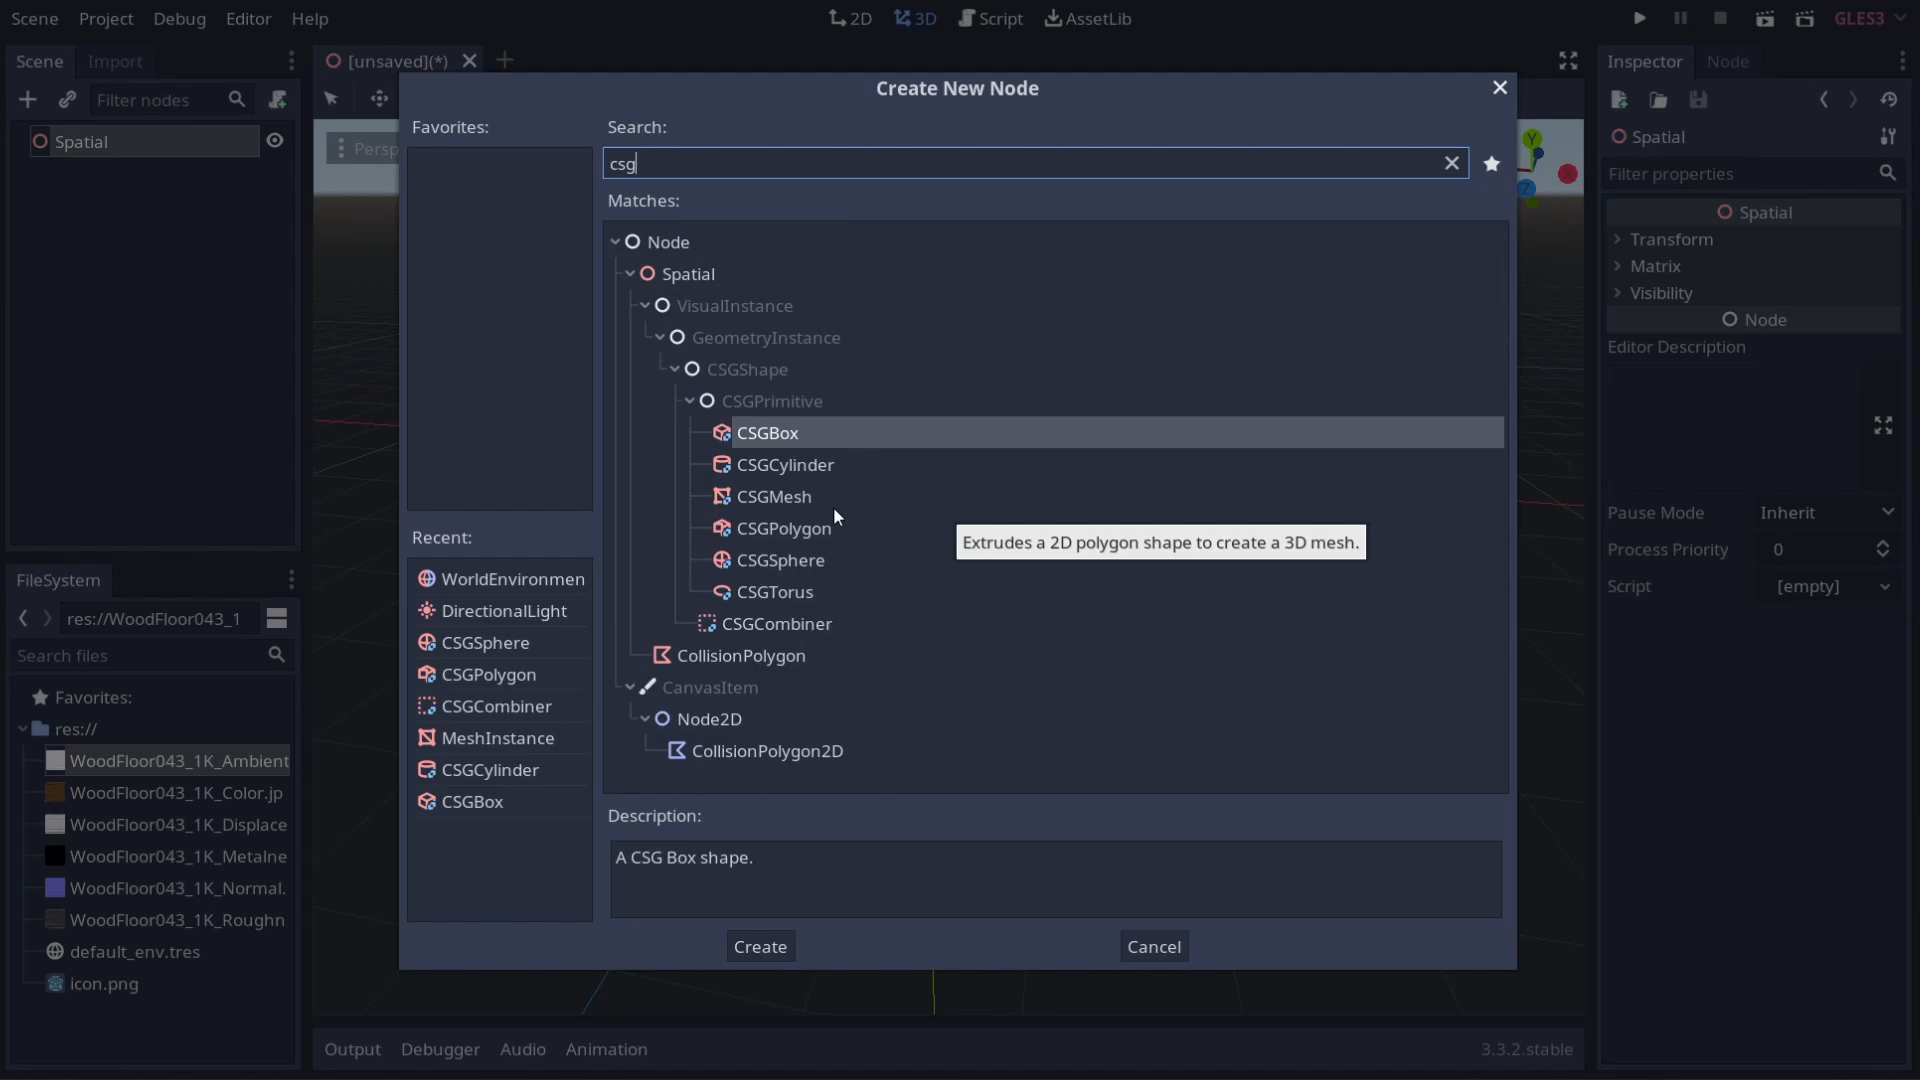 Scene Project Debug Editor Help 2D 3D Script AssetLib GLES3
Scene Import
[unsaved](*)
Inspector Node
Filter nodes
Spatial
Persp
Create New Node
Favorites:
Search:
csg
Matches:
Node
Spatial
VisualInstance
GeometryInstance
CSGShape
CSGPrimitive
CSGBox
CSGCylinder
CSGMesh
CSGPolygon
CSGSphere
CSGTorus
CSGCombiner
CollisionPolygon
CanvasItem
Node2D
CollisionPolygon2D
Extrudes a 2D polygon shape to create a 3D mesh.
Recent:
WorldEnvironmen
DirectionalLight
CSGSphere
CSGPolygon
CSGCombiner
MeshInstance
CSGCylinder
CSGBox
Description:
A CSG Box shape.
Create Cancel
Y
Z
Spatial
Filter properties
Spatial
Transform
Matrix
Visibility
Node
Editor Description
Pause Mode Inherit
Process Priority 0
Script [empty]
FileSystem
res://WoodFloor043_1
Search files
Favorites:
res://
WoodFloor043_1K_Ambient
WoodFloor043_1K_Color.jp
WoodFloor043_1K_Displace
WoodFloor043_1K_Metalne
WoodFloor043_1K_Normal.
WoodFloor043_1K_Roughn
default_env.tres
icon.png
Output Debugger Audio Animation 3.3.2.stable